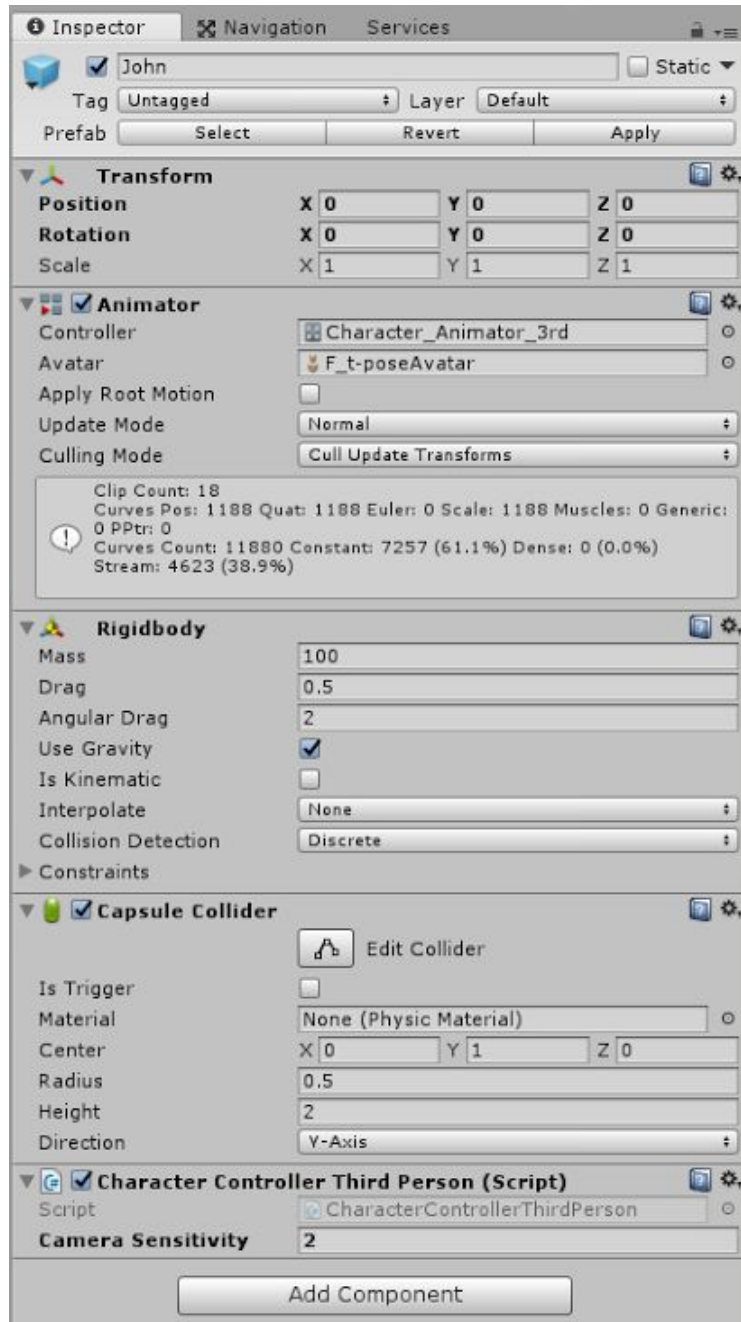 Inspector Navigation Services
John Static
Tag Untagged Layer Default
Prefab Select Revert Apply
Transform
Position X 0 Y 0 Z 0
Rotation X 0 Y 0 Z 0
Scale X 1 Y 1 Z 1
Animator
Controller Character_Animator_3rd
Avatar F_t-poseAvatar
Apply Root Motion
Update Mode Normal
Culling Mode Cull Update Transforms
Clip Count: 18
Curves Pos: 1188 Quat: 1188 Euler: 0 Scale: 1188 Muscles: 0 Generic:
0 PPtr: 0
Curves Count: 11880 Constant: 7257 (61.1%) Dense: 0 (0.0%)
Stream: 4623 (38.9%)
Rigidbody
Mass 100
Drag 0.5
Angular Drag 2
Use Gravity
Is Kinematic
Interpolate None
Collision Detection Discrete
Constraints
Capsule Collider
Edit Collider
Is Trigger
Material None (Physic Material)
Center X 0 Y 1 Z 0
Radius 0.5
Height 2
Direction Y-Axis
Character Controller Third Person (Script)
Script CharacterControllerThirdPerson
Camera Sensitivity 2
Add Component